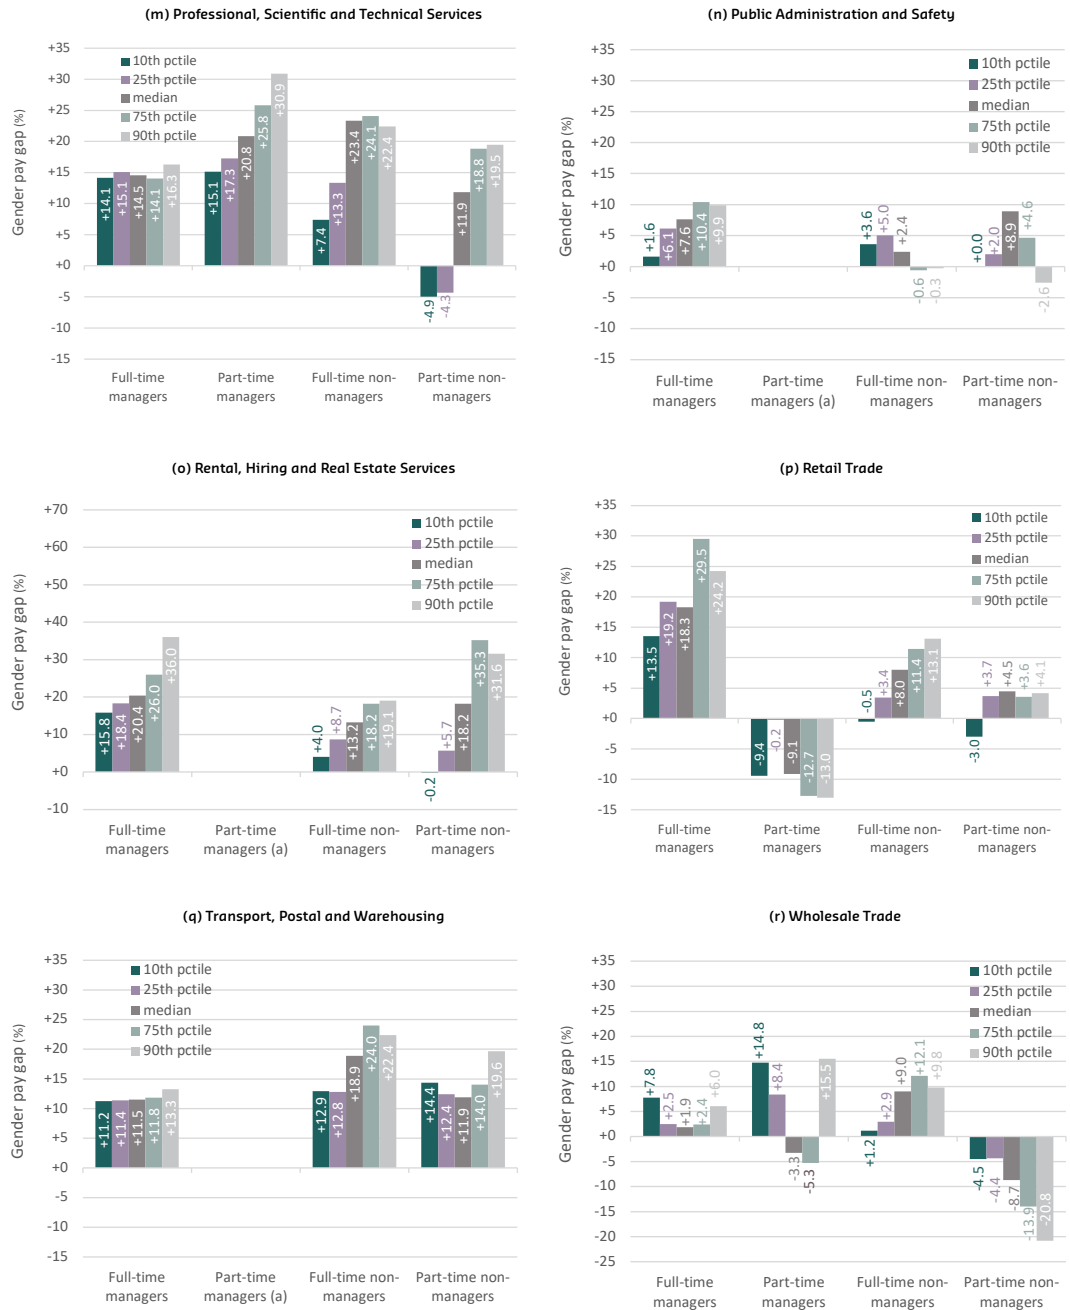 (m) Professional, Scientific and Technical Services
Gender pay gap (%)
+35
+30
+25
+20
+15
+10
+5
+0
-5
-10
-15
10th pctile
25th pctile
median
75th pctile
90th pctile
+14.1
+15.1
+14.5
+14.1
+16.3
+15.1
+17.3
+20.8
+25.8
+30.9
+7.4
+13.3
+23.4
+24.1
+22.4
-4.9
-4.3
+11.9
+18.8
+19.5
Full-time managers
Part-time managers
Full-time non-managers
Part-time non-managers
(n) Public Administration and Safety
Gender pay gap (%)
+35
+30
+25
+20
+15
+10
+5
+0
-5
-10
-15
10th pctile
25th pctile
median
75th pctile
90th pctile
+1.6
+6.1
+7.6
+10.4
+9.9
+3.6
+5.0
+2.4
-0.6
-0.3
+0.0
+2.0
+8.9
+4.6
-2.6
Full-time managers
Part-time managers (a)
Full-time non-managers
Part-time non-managers
(o) Rental, Hiring and Real Estate Services
Gender pay gap (%)
+70
+60
+50
+40
+30
+20
+10
+0
-10
10th pctile
25th pctile
median
75th pctile
90th pctile
+15.8
+18.4
+20.4
+26.0
+36.0
+4.0
+8.7
+13.2
+18.2
+19.1
-0.2
+5.7
+18.2
+35.3
+31.6
Full-time managers
Part-time managers (a)
Full-time non-managers
Part-time non-managers
(p) Retail Trade
Gender pay gap (%)
+35
+30
+25
+20
+15
+10
+5
+0
-5
-10
-15
10th pctile
25th pctile
median
75th pctile
90th pctile
+13.5
+19.2
+18.3
+29.5
+24.2
-9.4
-0.2
-9.1
-12.7
-13.0
-0.5
+3.4
+8.0
+11.4
+13.1
-3.0
+3.7
+4.5
+3.6
+4.1
Full-time managers
Part-time managers
Full-time non-managers
Part-time non-managers
(q) Transport, Postal and Warehousing
Gender pay gap (%)
+35
+30
+25
+20
+15
+10
+5
+0
-5
-10
-15
10th pctile
25th pctile
median
75th pctile
90th pctile
+11.2
+11.4
+11.5
+11.8
+13.3
+12.9
+12.8
+18.9
+24.0
+22.4
+14.4
+12.4
+11.9
+14.0
+19.6
Full-time managers
Part-time managers (a)
Full-time non-managers
Part-time non-managers
(r) Wholesale Trade
Gender pay gap (%)
+35
+30
+25
+20
+15
+10
+5
+0
-5
-10
-15
-20
-25
10th pctile
25th pctile
median
75th pctile
90th pctile
+7.8
+2.5
+1.9
+2.4
+6.0
+14.8
+8.4
-3.3
-5.3
+15.5
+1.2
+2.9
+9.0
+12.1
+9.8
-4.5
-4.4
-8.7
-13.9
-20.8
Full-time managers
Part-time managers
Full-time non-managers
Part-time non-managers